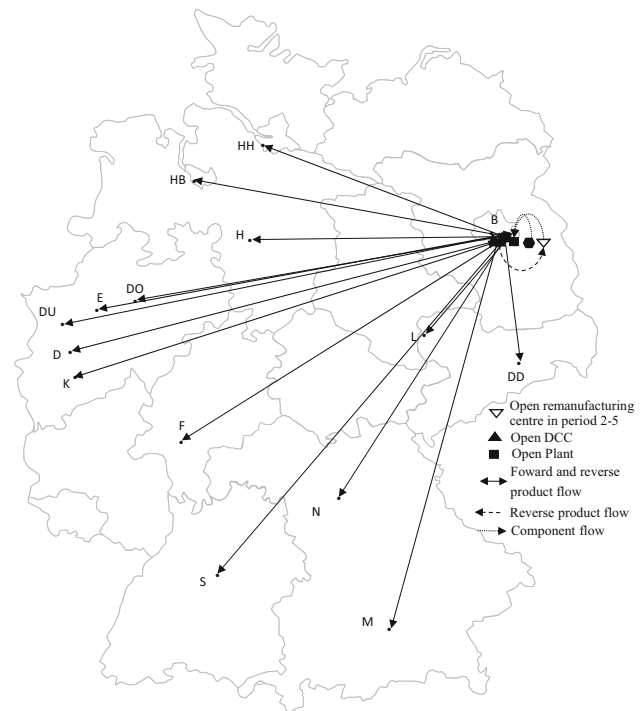 HH
HB
B
H
DO
E
DU
L
D
DD
K
Open remanufacturing
centre in period 2-5
Open DCC
F
Open Plant
Foward and reverse
product flow
N
Reverse product flow
Component flow
S
M